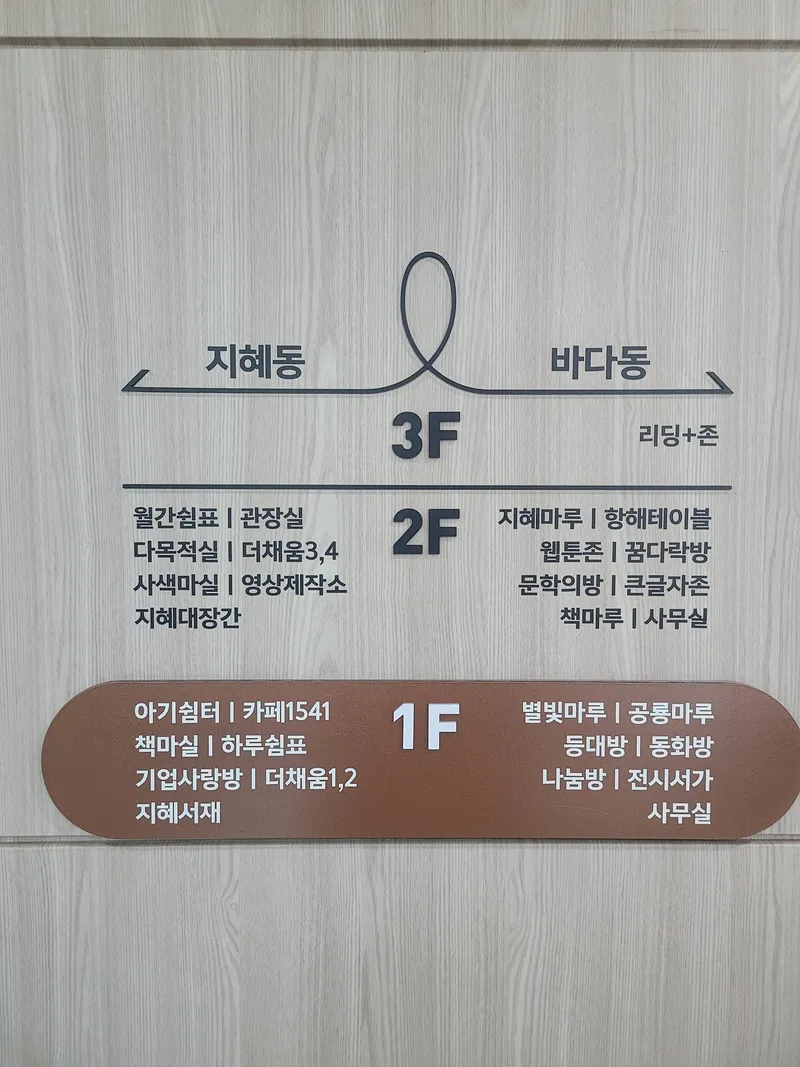 지혜동 바다동
3F 리딩+존
월간쉼표 | 관장실 2F 지혜마루 | 항해테이블
다목적실 | 더채움3,4 웹툰존 | 꿈다락방
사색마실 | 영상제작소 문학의방 | 큰글자존
지혜대장간 책마루 | 사무실
아기쉼터 | 카페1541 1F 별빛마루 | 공룡마루
책마실 | 하루쉼표 등대방 | 동화방
기업사랑방 | 더채움1,2 나눔방 | 전시서가
지혜서재 사무실